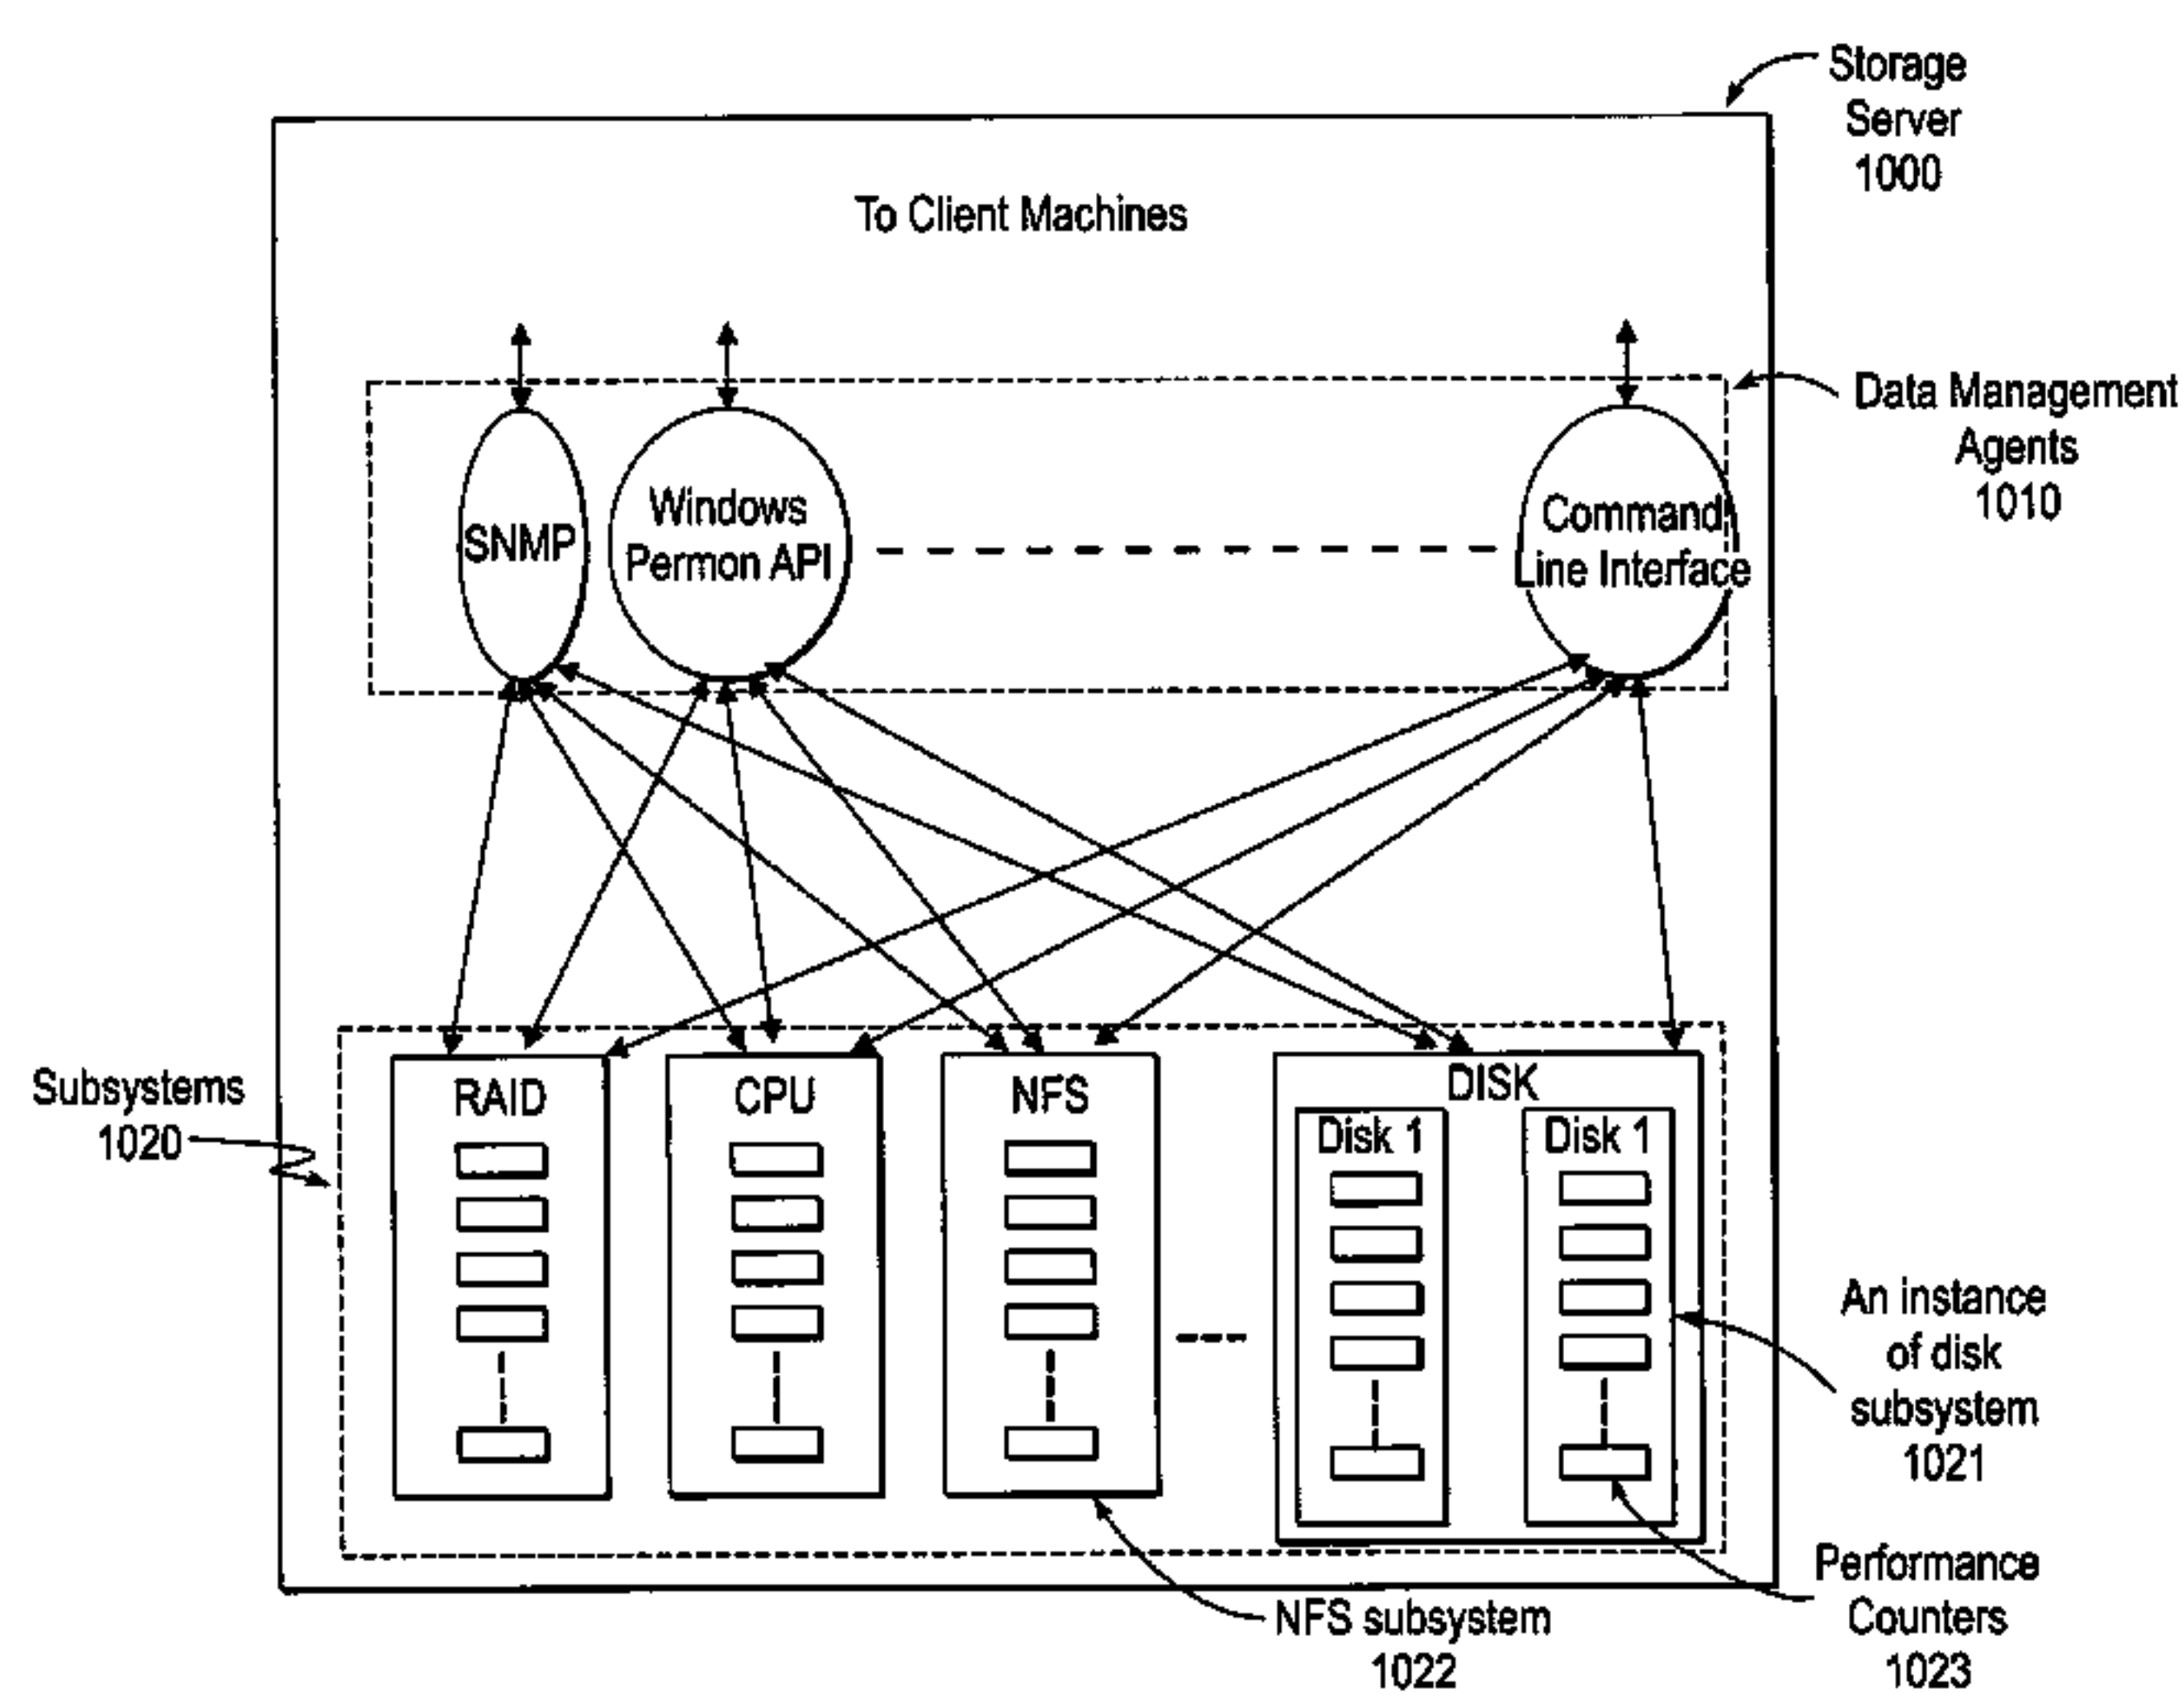 Storage
Server
1000
To Client Machines
Data Management
Agents
1010
SNMP
Windows
Permon API
Command
Line Interface
Subsystems
1020
RAID
CPU
NFS
DISK
Disk 1
Disk 1
An instance
of disk
subsystem
1021
Performance
Counters
1023
NFS subsystem
1022